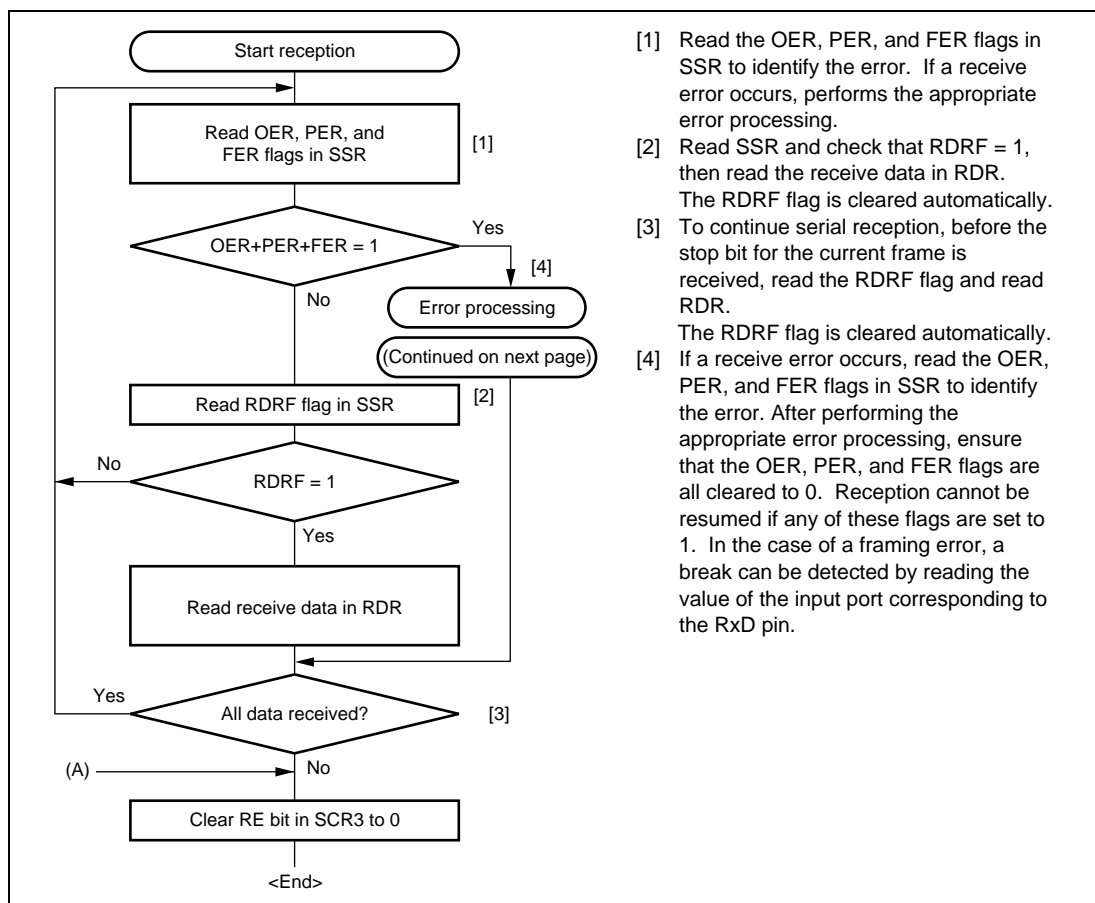 Start reception
Read OER, PER, and
FER flags in SSR
[1]
OER+PER+FER = 1
Yes
[4]
No
Error processing
(Continued on next page)
Read RDRF flag in SSR
[2]
No
RDRF = 1
Yes
Read receive data in RDR
Yes
All data received?
[3]
(A)
No
Clear RE bit in SCR3 to 0
<End>
[1] Read the OER, PER, and FER flags in
SSR to identify the error. If a receive
error occurs, performs the appropriate
error processing.
[2] Read SSR and check that RDRF = 1,
then read the receive data in RDR.
The RDRF flag is cleared automatically.
[3] To continue serial reception, before the
stop bit for the current frame is
received, read the RDRF flag and read
RDR.
The RDRF flag is cleared automatically.
[4] If a receive error occurs, read the OER,
PER, and FER flags in SSR to identify
the error. After performing the
appropriate error processing, ensure
that the OER, PER, and FER flags are
all cleared to 0. Reception cannot be
resumed if any of these flags are set to
1. In the case of a framing error, a
break can be detected by reading the
value of the input port corresponding to
the RxD pin.